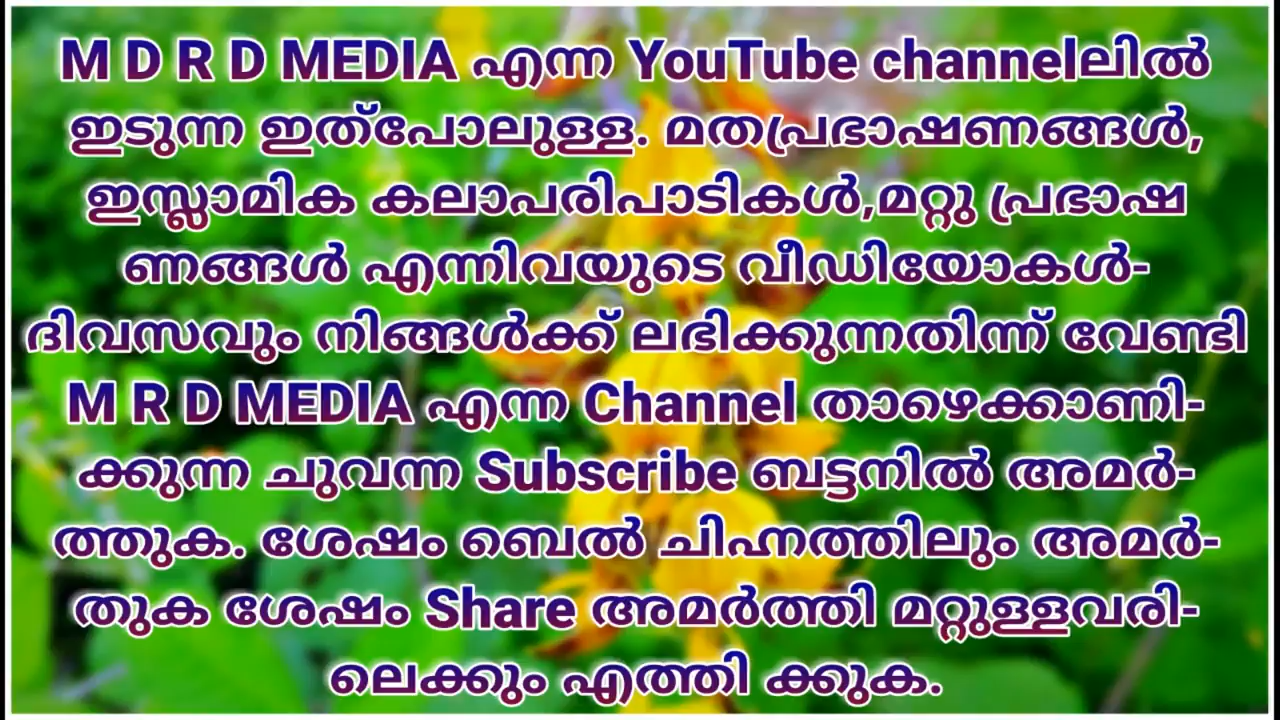 M D R D MEDIA എന്ന YouTube channelലിൽ
ഇടുന്ന ഇത്പോലുള്ള. മതപ്രഭാഷണങ്ങൾ,
ഇസ്ലാമിക കലാപരിപാടികൾ,മറ്റു പ്രഭാഷ
ണങ്ങൾ എന്നിവയുടെ വീഡിയോകൾ-
ദിവസവും നിങ്ങൾക്ക് ലഭിക്കുന്നതിന്ന് വേണ്ടി
M R D MEDIA എന്ന Channel താഴെക്കാണി-
ക്കുന്ന ചുവന്ന Subscribe ബട്ടനിൽ അമർ-
ത്തുക. ശേഷം ബെൽ ചിഹ്നത്തിലും അമർ-
തുക ശേഷം Share അമർത്തി മറ്റുള്ളവരി-
ലെക്കും എത്തി ക്കുക.